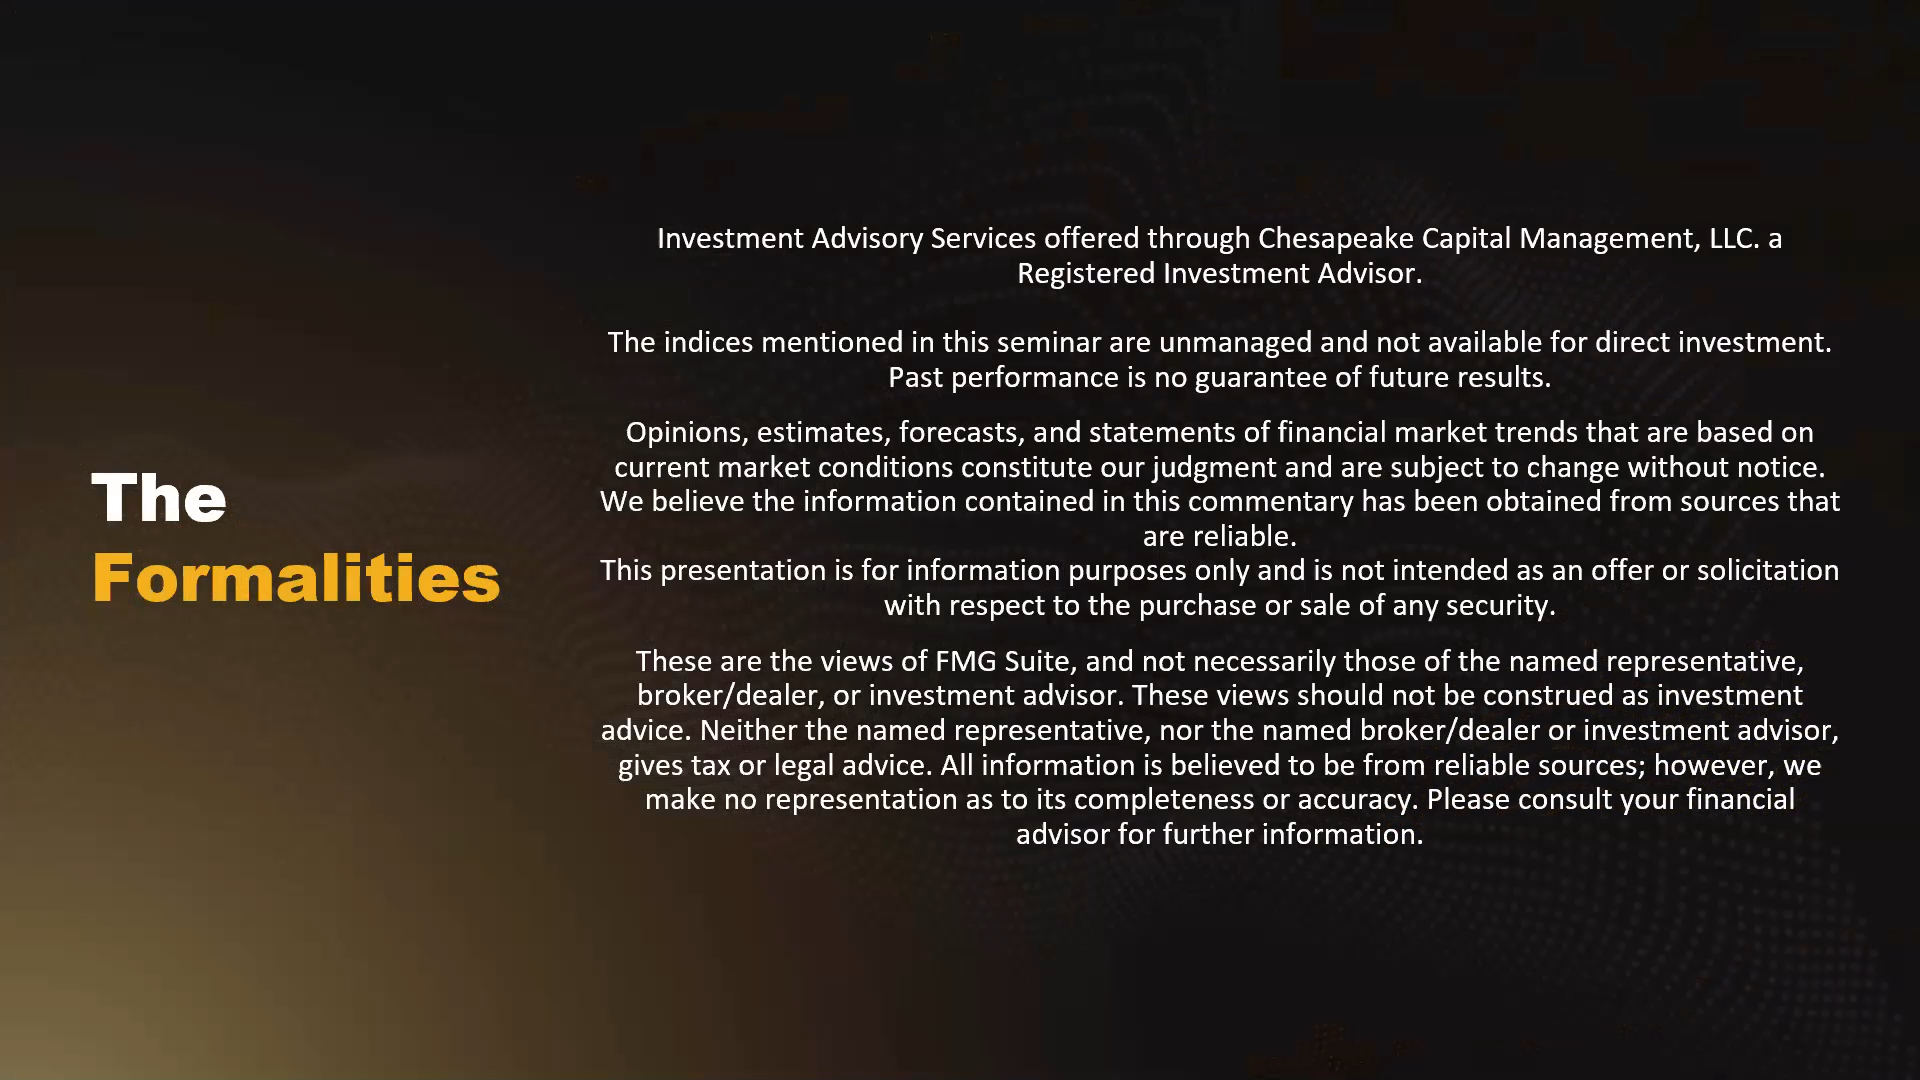 The
Formalities
Investment Advisory Services offered through Chesapeake Capital Management, LLC. a
Registered Investment Advisor.
The indices mentioned in this seminar are unmanaged and not available for direct investment.
Past performance is no guarantee of future results.
Opinions, estimates, forecasts, and statements of financial market trends that are based on
current market conditions constitute our judgment and are subject to change without notice.
We believe the information contained in this commentary has been obtained from sources that
are reliable.
This presentation is for information purposes only and is not intended as an offer or solicitation
with respect to the purchase or sale of any security.
These are the views of FMG Suite, and not necessarily those of the named representative,
broker/dealer, or investment advisor. These views should not be construed as investment
advice. Neither the named representative, nor the named broker/dealer or investment advisor,
gives tax or legal advice. All information is believed to be from reliable sources; however, we
make no representation as to its completeness or accuracy. Please consult your financial
advisor for further information.